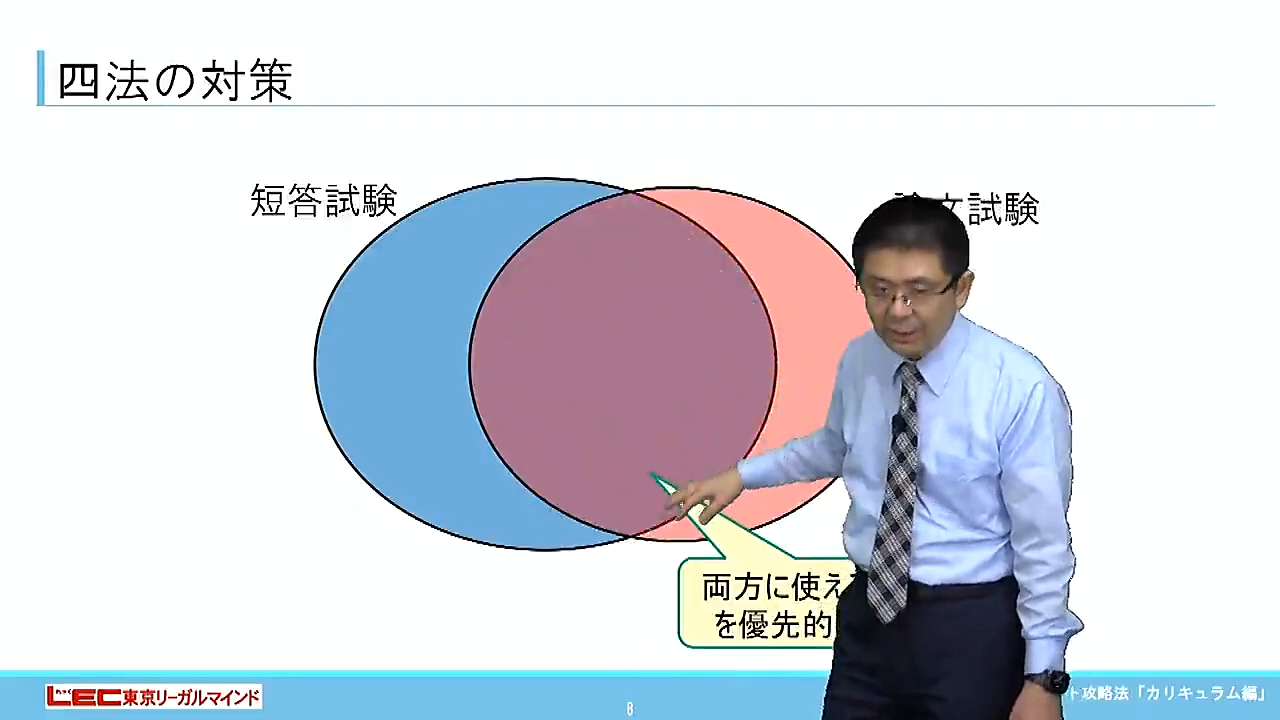 四法の対策
短答試験
論文試験
両方に使え
を優先的
LEC東京リーガルマインド
8
ト攻略法「カリキュラム編」